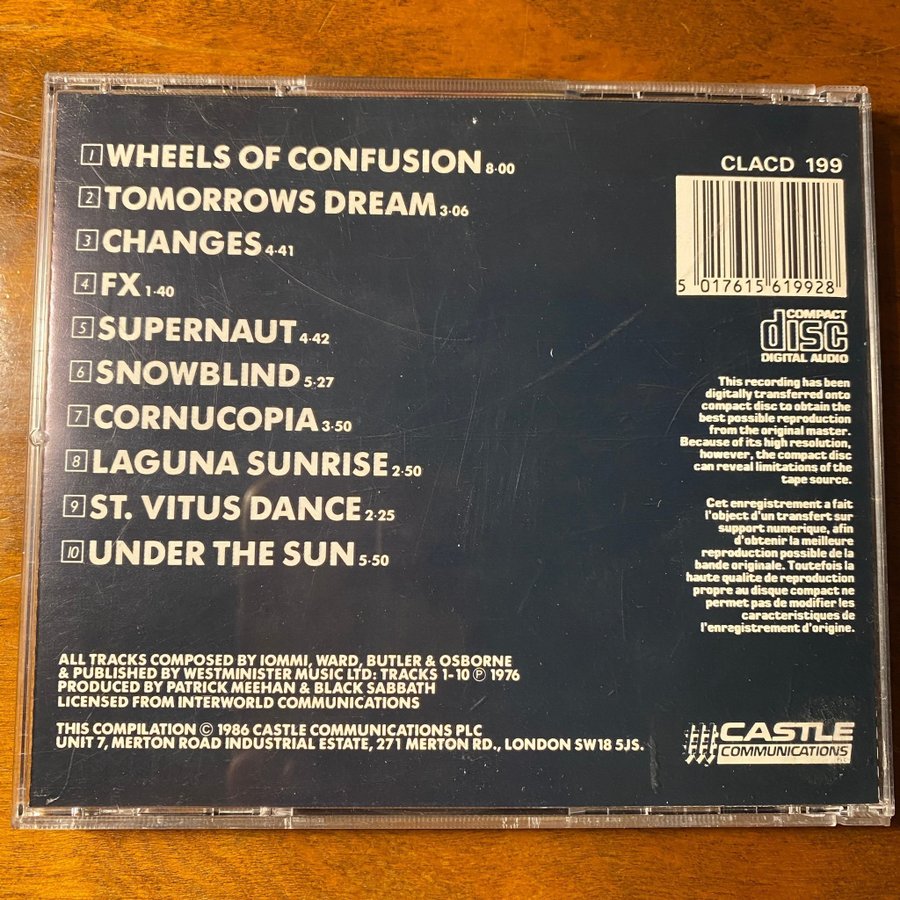 1 WHEELS OF CONFUSION 8·00
2 TOMORROWS DREAM 3·06
3 CHANGES 4·41
4 FX 1·40
5 SUPERNAUT 4·42
6 SNOWBLIND 5·27
7 CORNUCOPIA 3·50
8 LAGUNA SUNRISE 2·50
9 ST. VITUS DANCE 2·25
10 UNDER THE SUN 5·50
ALL TRACKS COMPOSED BY IOMMI, WARD, BUTLER & OSBORNE
& PUBLISHED BY WESTMINISTER MUSIC LTD: TRACKS 1-10 ℗ 1976
PRODUCED BY PATRICK MEEHAN & BLACK SABBATH
LICENSED FROM INTERWORLD COMMUNICATIONS
THIS COMPILATION © 1986 CASTLE COMMUNICATIONS PLC
UNIT 7, MERTON ROAD INDUSTRIAL ESTATE, 271 MERTON RD., LONDON SW18 5JS.
CLACD 199
5 017615 619928
COMPACT
disc
DIGITAL AUDIO
This recording has been
digitally transferred onto
compact disc to obtain the
best possible reproduction
from the original master.
Because of its high resolution,
however, the compact disc
can reveal limitations of the
tape source.
Cet enregistrement a fait
l'object d'un transfert sur
support numerique, afin
d'obtenir la meilleure
reproduction possible de la
bande originale. Toutefois la
haute qualite de reproduction
propre au disque compact ne
permet pas de modifier les
caracteristiques de
l'enregistrement d'origine.
CASTLE
COMMUNICATIONS